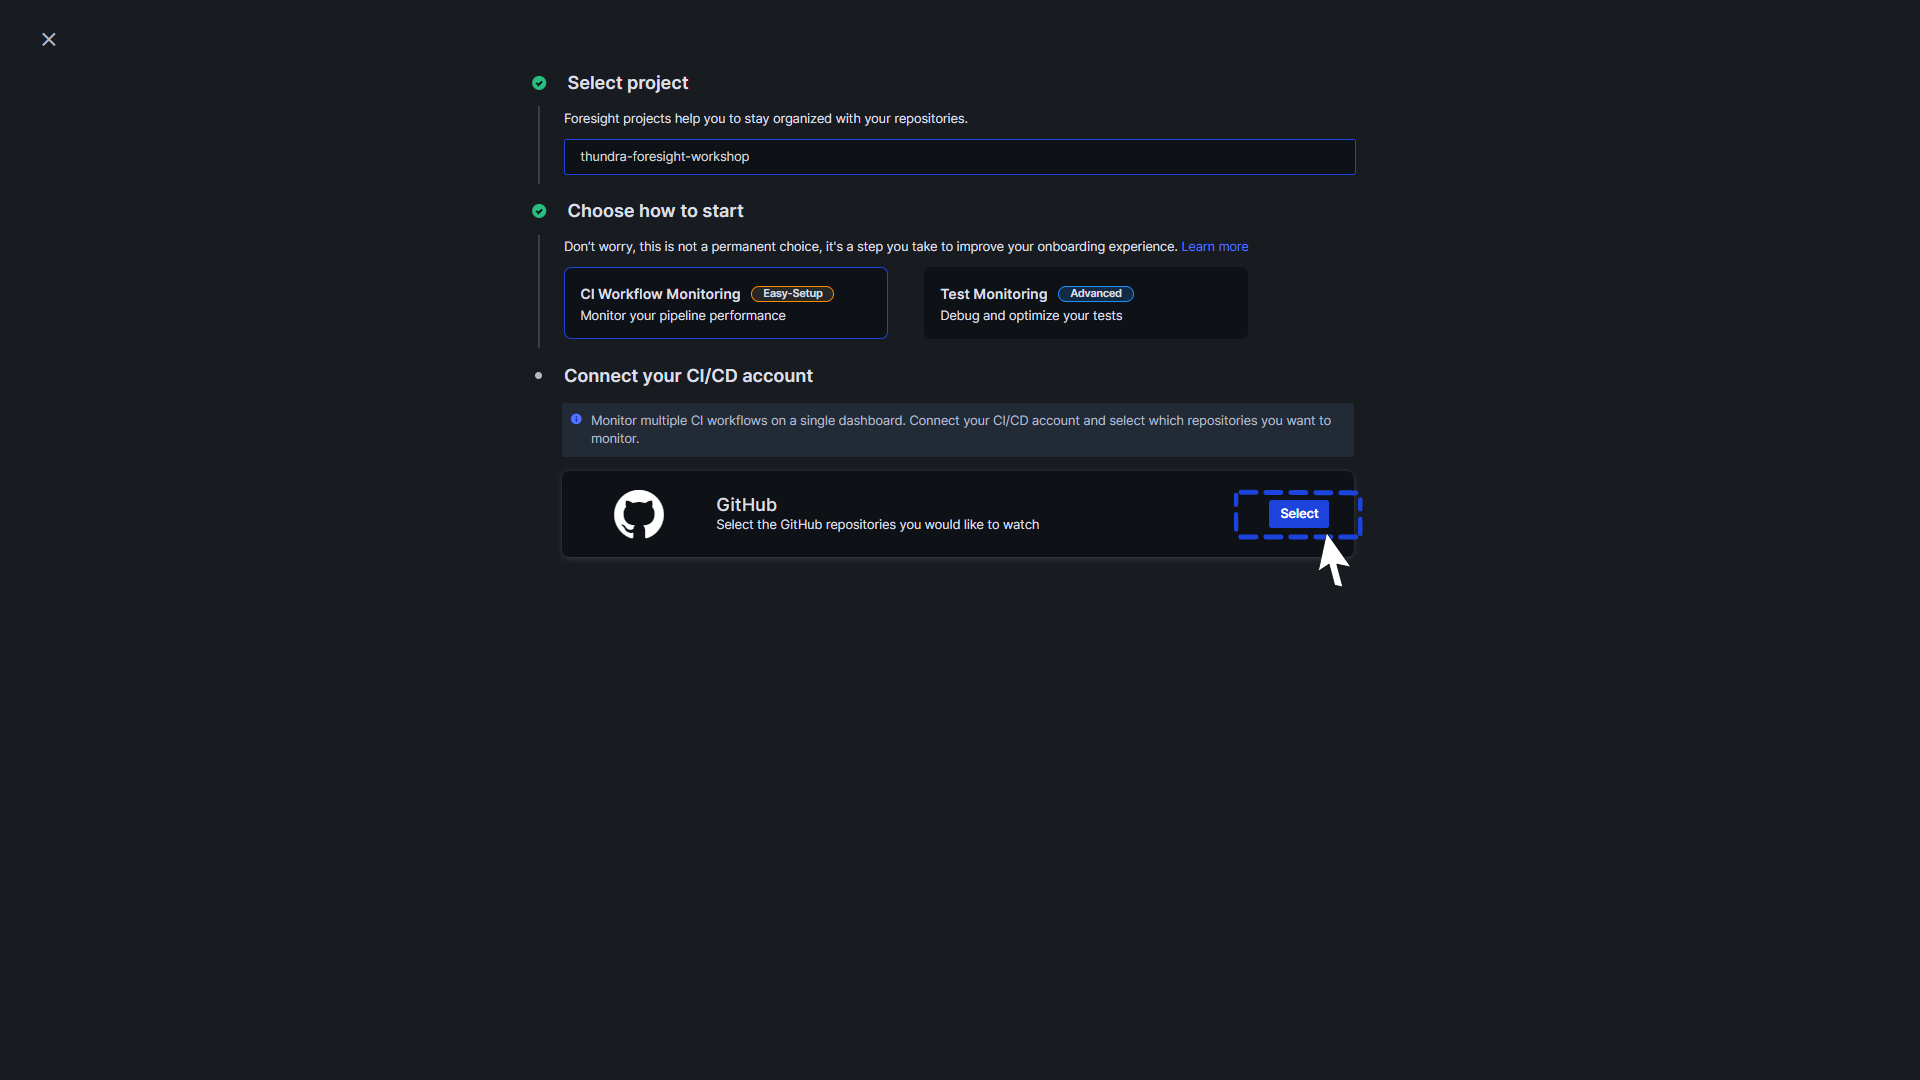 Select project
Foresight projects help you to stay organized with your repositories.
thundra-foresight-workshop
Choose how to start
Don’t worry, this is not a permanent choice, it's a step you take to improve your onboarding experience. Learn more
CI Workflow Monitoring Easy-Setup
Monitor your pipeline performance
Test Monitoring Advanced
Debug and optimize your tests
Connect your CI/CD account
Monitor multiple CI workflows on a single dashboard. Connect your CI/CD account and select which repositories you want to
monitor.
GitHub
Select the GitHub repositories you would like to watch
Select